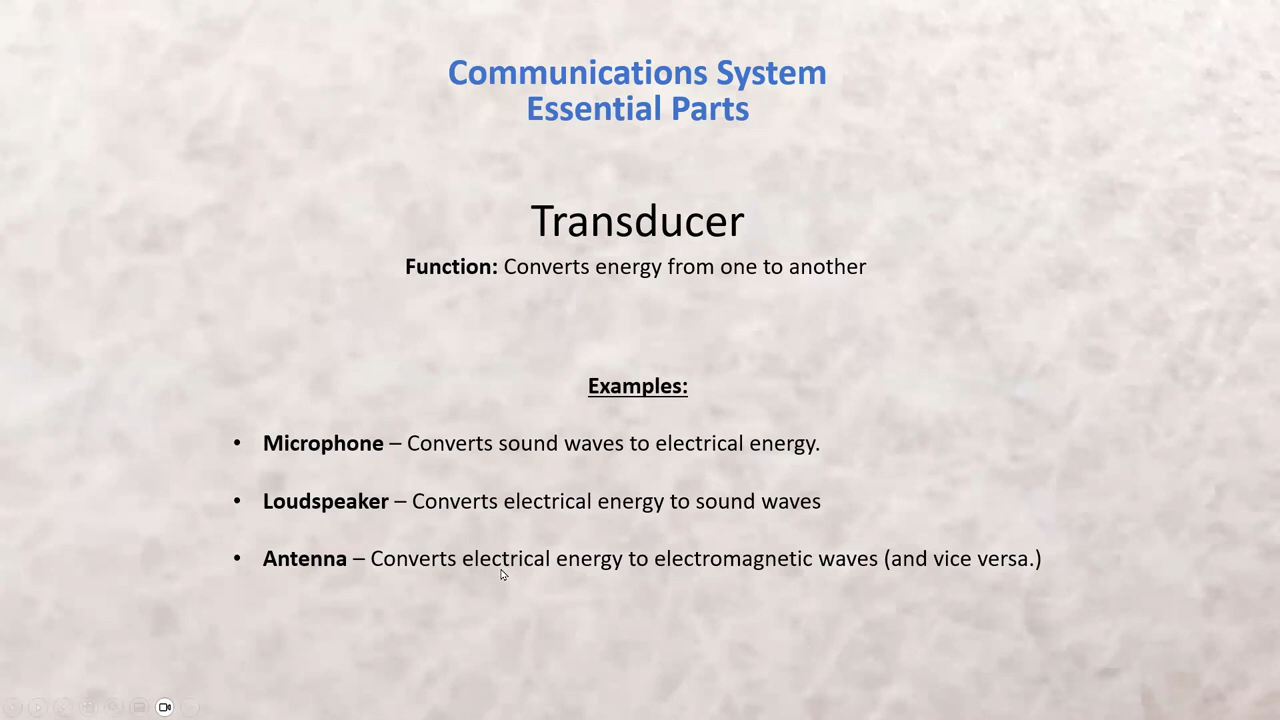 Communications System
Essential Parts
Transducer
Function: Converts energy from one to another
Examples:
• Microphone – Converts sound waves to electrical energy.
• Loudspeaker – Converts electrical energy to sound waves
• Antenna – Converts electrical energy to electromagnetic waves (and vice versa.)